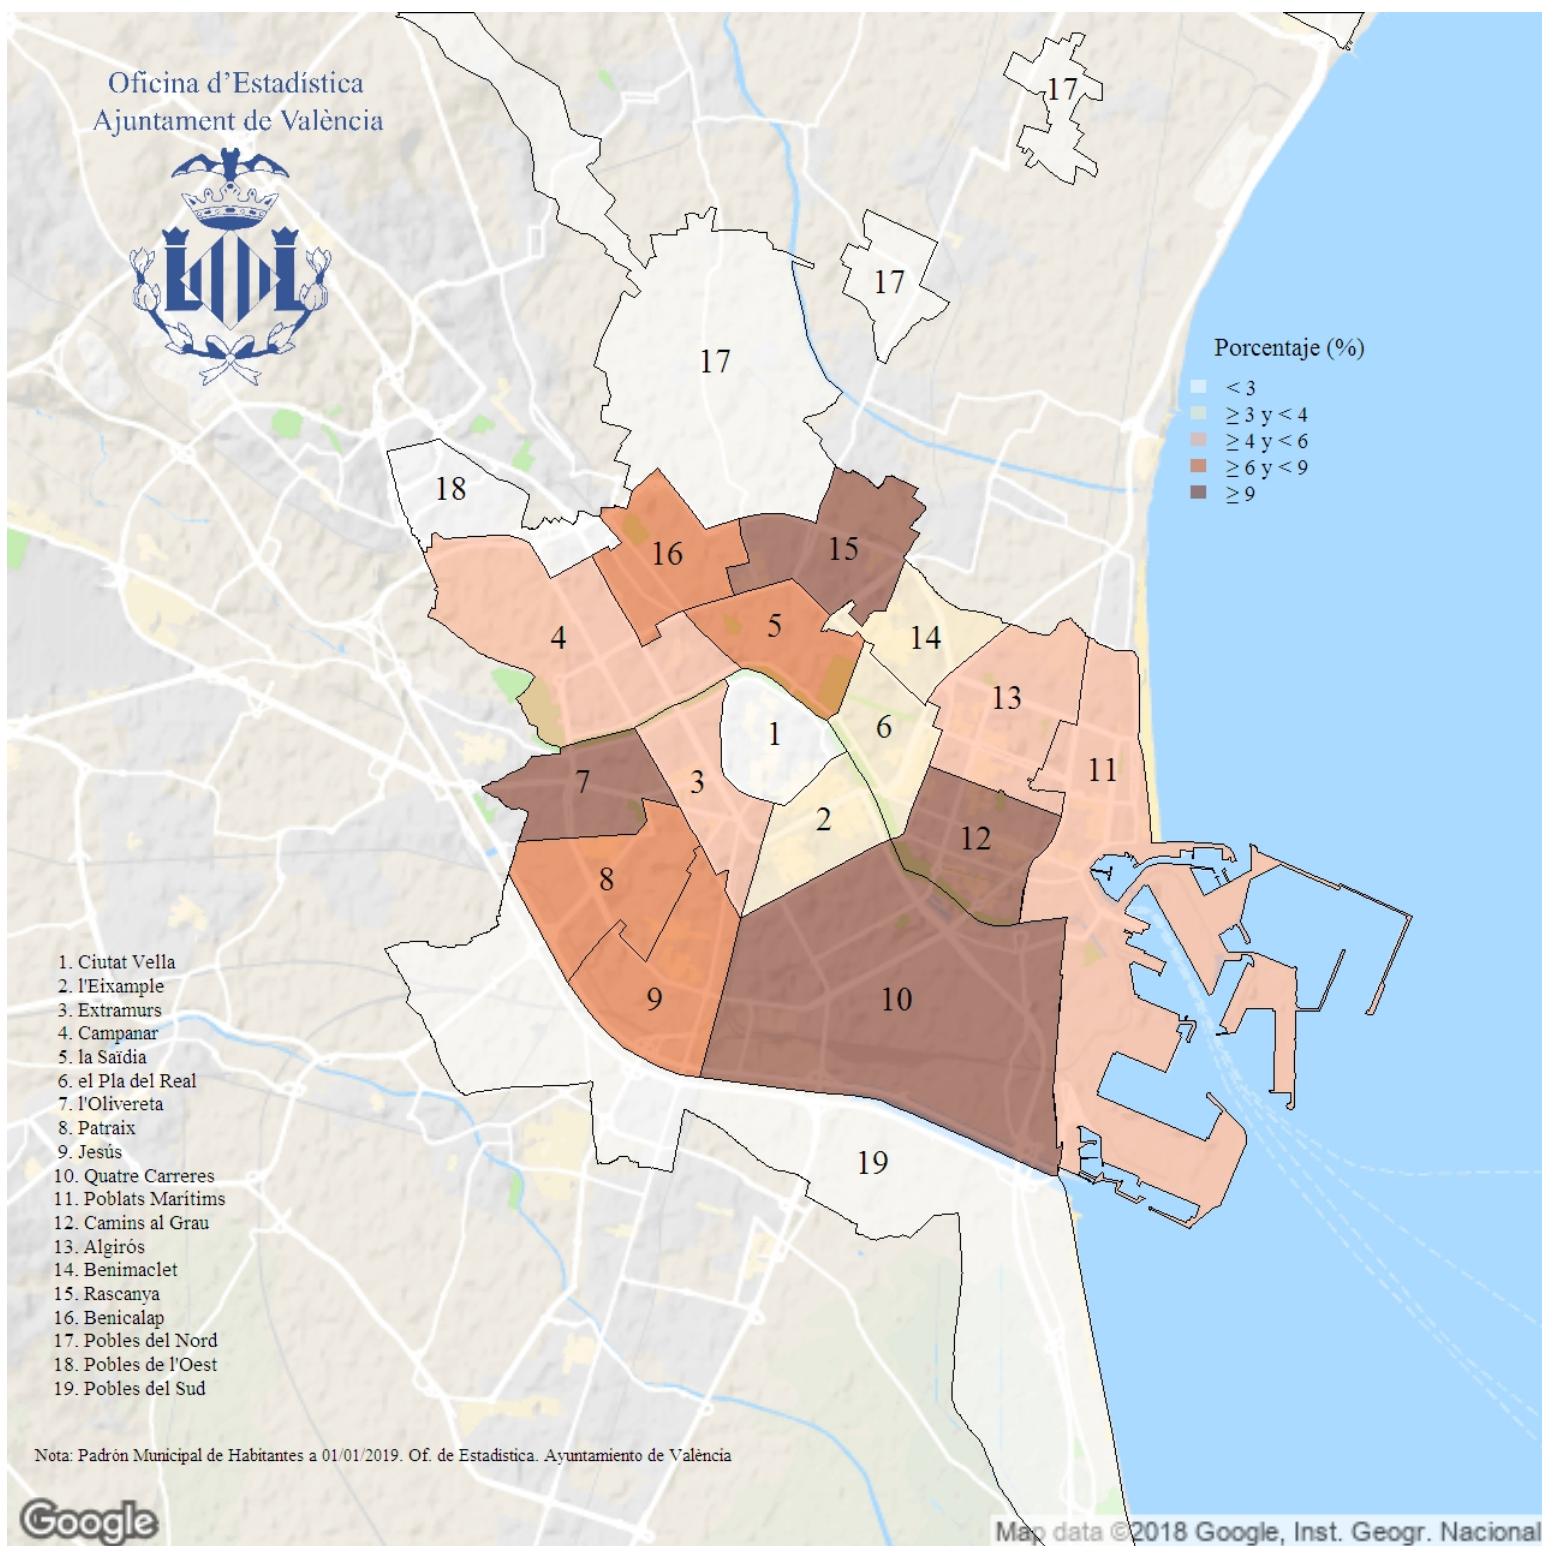 Oficina d'Estadística
Ajuntament de València
17
17
17
Porcentaje (%)
< 3
≥ 3 y < 4
≥ 4 y < 6
≥ 6 y < 9
≥ 9
18
16
15
4
5
14
13
6
1
11
7
3
2
12
8
9
10
19
1. Ciutat Vella
2. l'Eixample
3. Extramurs
4. Campanar
5. la Saïdia
6. el Pla del Real
7. l'Olivereta
8. Patraix
9. Jesús
10. Quatre Carreres
11. Poblats Marítims
12. Camins al Grau
13. Algirós
14. Benimaclet
15. Rascanya
16. Benicalap
17. Pobles del Nord
18. Pobles de l'Oest
19. Pobles del Sud
Nota: Padrón Municipal de Habitantes a 01/01/2019. Of. de Estadística. Ayuntamiento de València
Google
Map data ©2018 Google, Inst. Geogr. Nacional